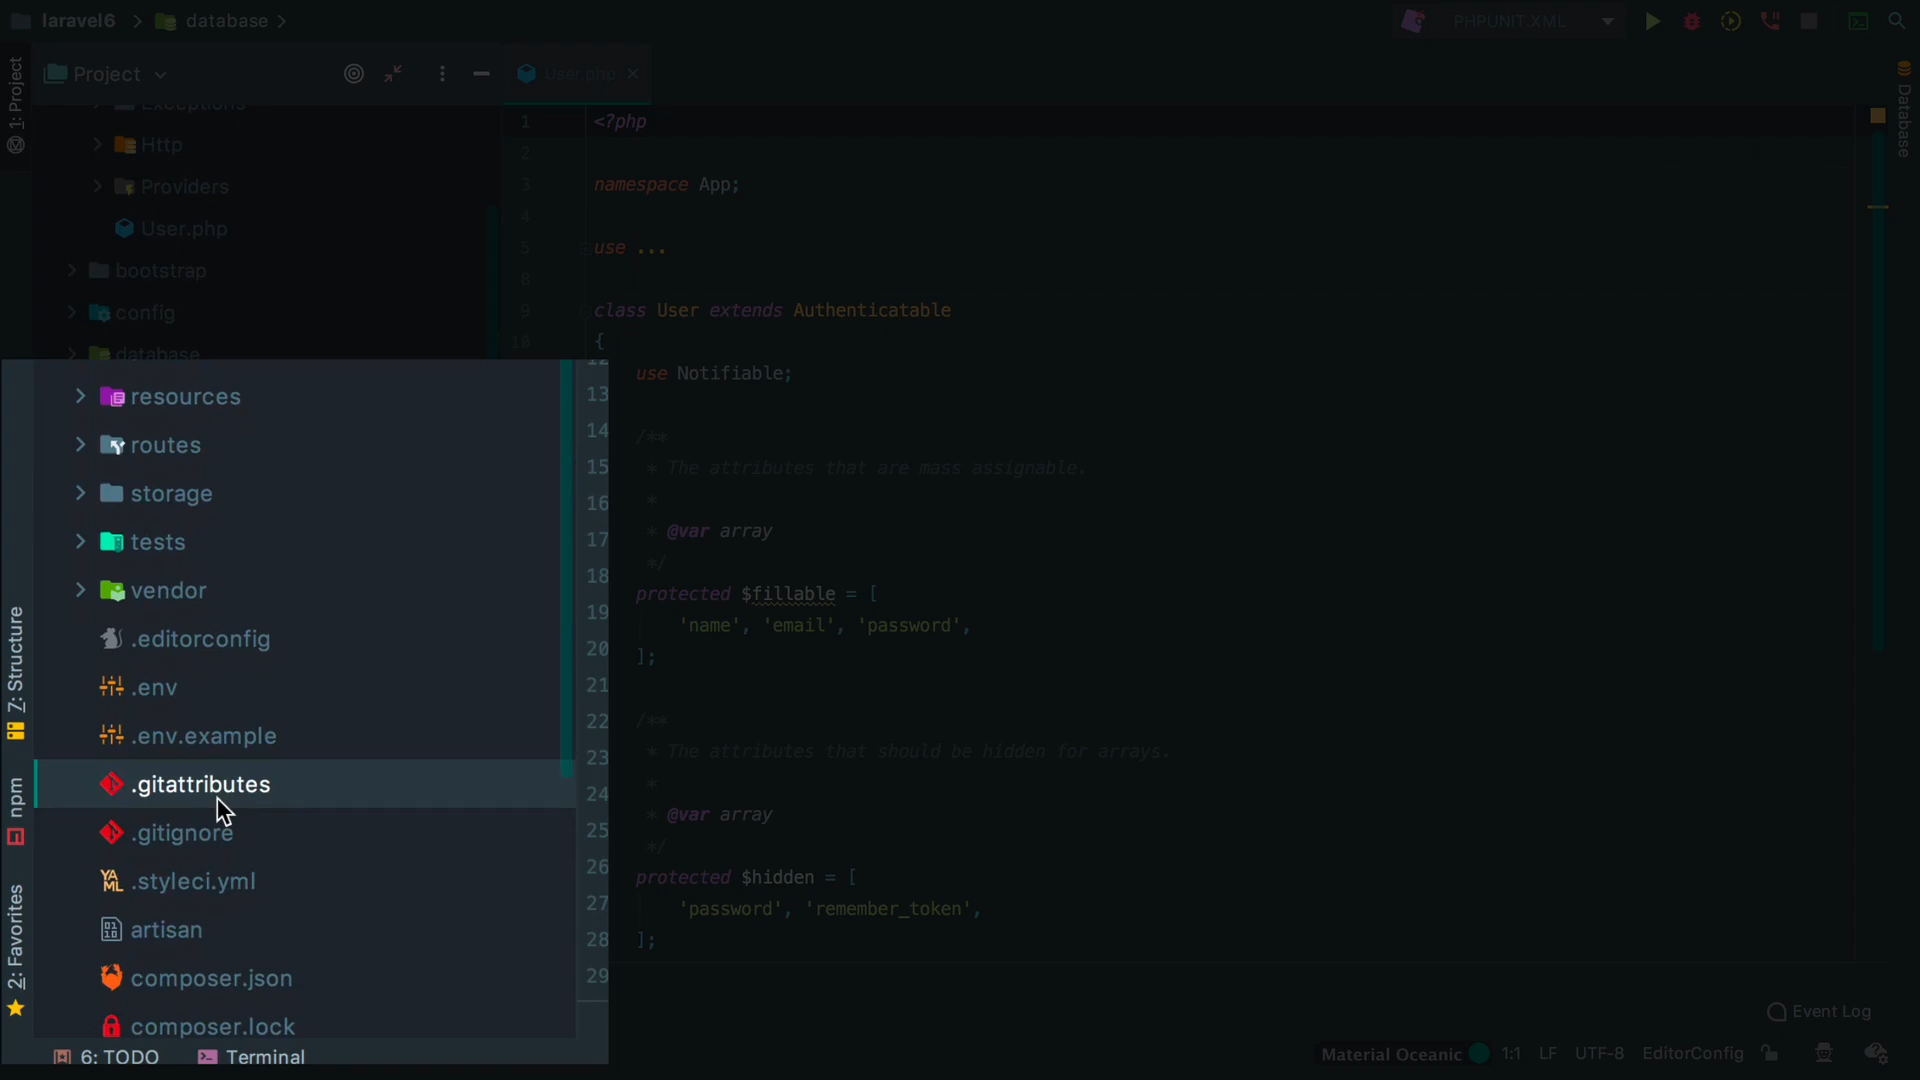 laravel6 > database >
PHPUNIT.XML
1: Project
Project
User.php
Database
Exceptions
Http
Providers
User.php
bootstrap
config
database
resources
routes
storage
tests
vendor
.editorconfig
.env
.env.example
.gitattributes
.gitignore
.styleci.yml
artisan
composer.json
composer.lock
7: Structure
npm
2: Favorites
1 <?php
2
3 namespace App;
4
5 use ...
8
9 class User extends Authenticatable
10 {
12
use Notifiable;
13
14
/**
15
* The attributes that are mass assignable.
16
*
17
* @var array
*/
18
protected $fillable = [
19
'name', 'email', 'password',
20
];
21
22
/**
23
* The attributes that should be hidden for arrays.
*
24
* @var array
25
*/
26
protected $hidden = [
27
'password', 'remember_token',
28
];
29
Event Log
6: TODO
Terminal
Material Oceanic 1:1 LF UTF-8 EditorConfig